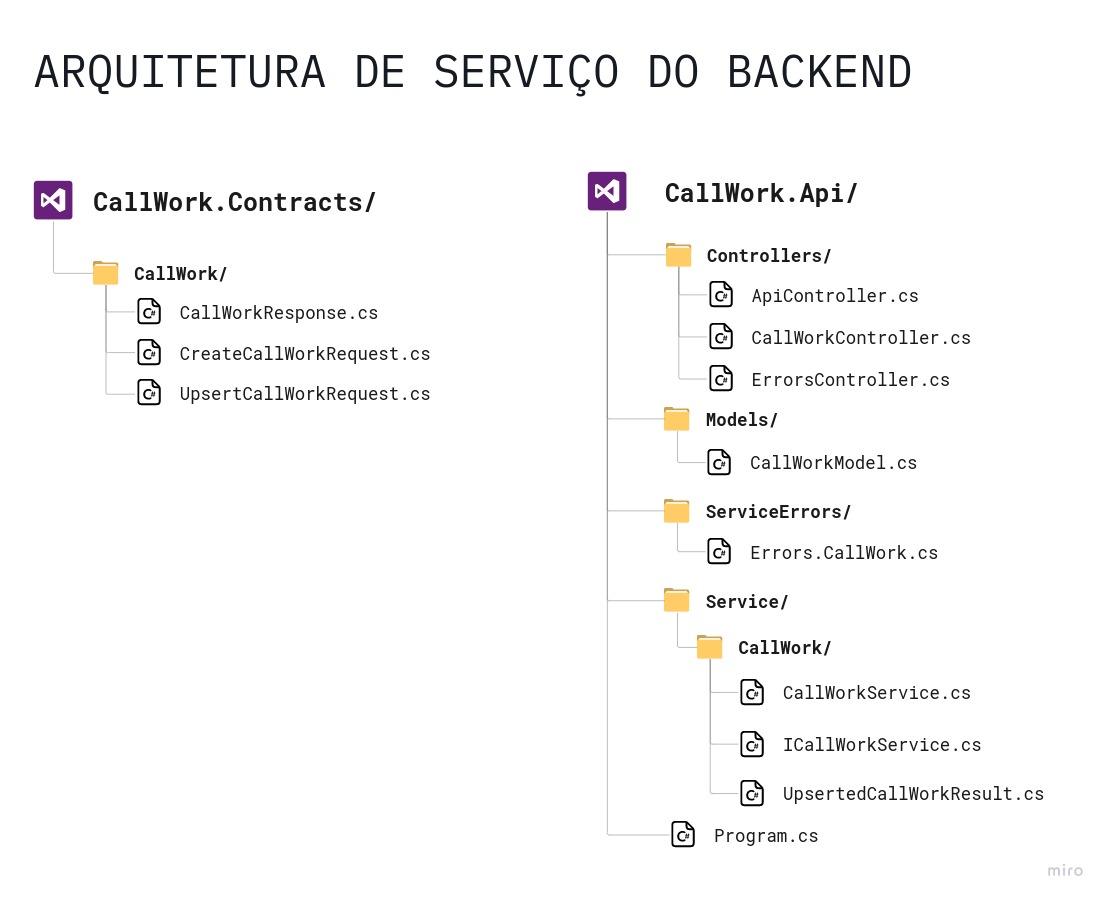 ARQUITETURA DE SERVIÇO DO BACKEND
CallWork.Contracts/
CallWork/
C# CallWorkResponse.cs
C# CreateCallWorkRequest.cs
C# UpsertCallWorkRequest.cs
CallWork.Api/
Controllers/
C# ApiController.cs
C# CallWorkController.cs
C# ErrorsController.cs
Models/
C# CallWorkModel.cs
ServiceErrors/
C# Errors.CallWork.cs
Service/
CallWork/
C# CallWorkService.cs
C# ICallWorkService.cs
C# UpsertedCallWorkResult.cs
C# Program.cs
miro